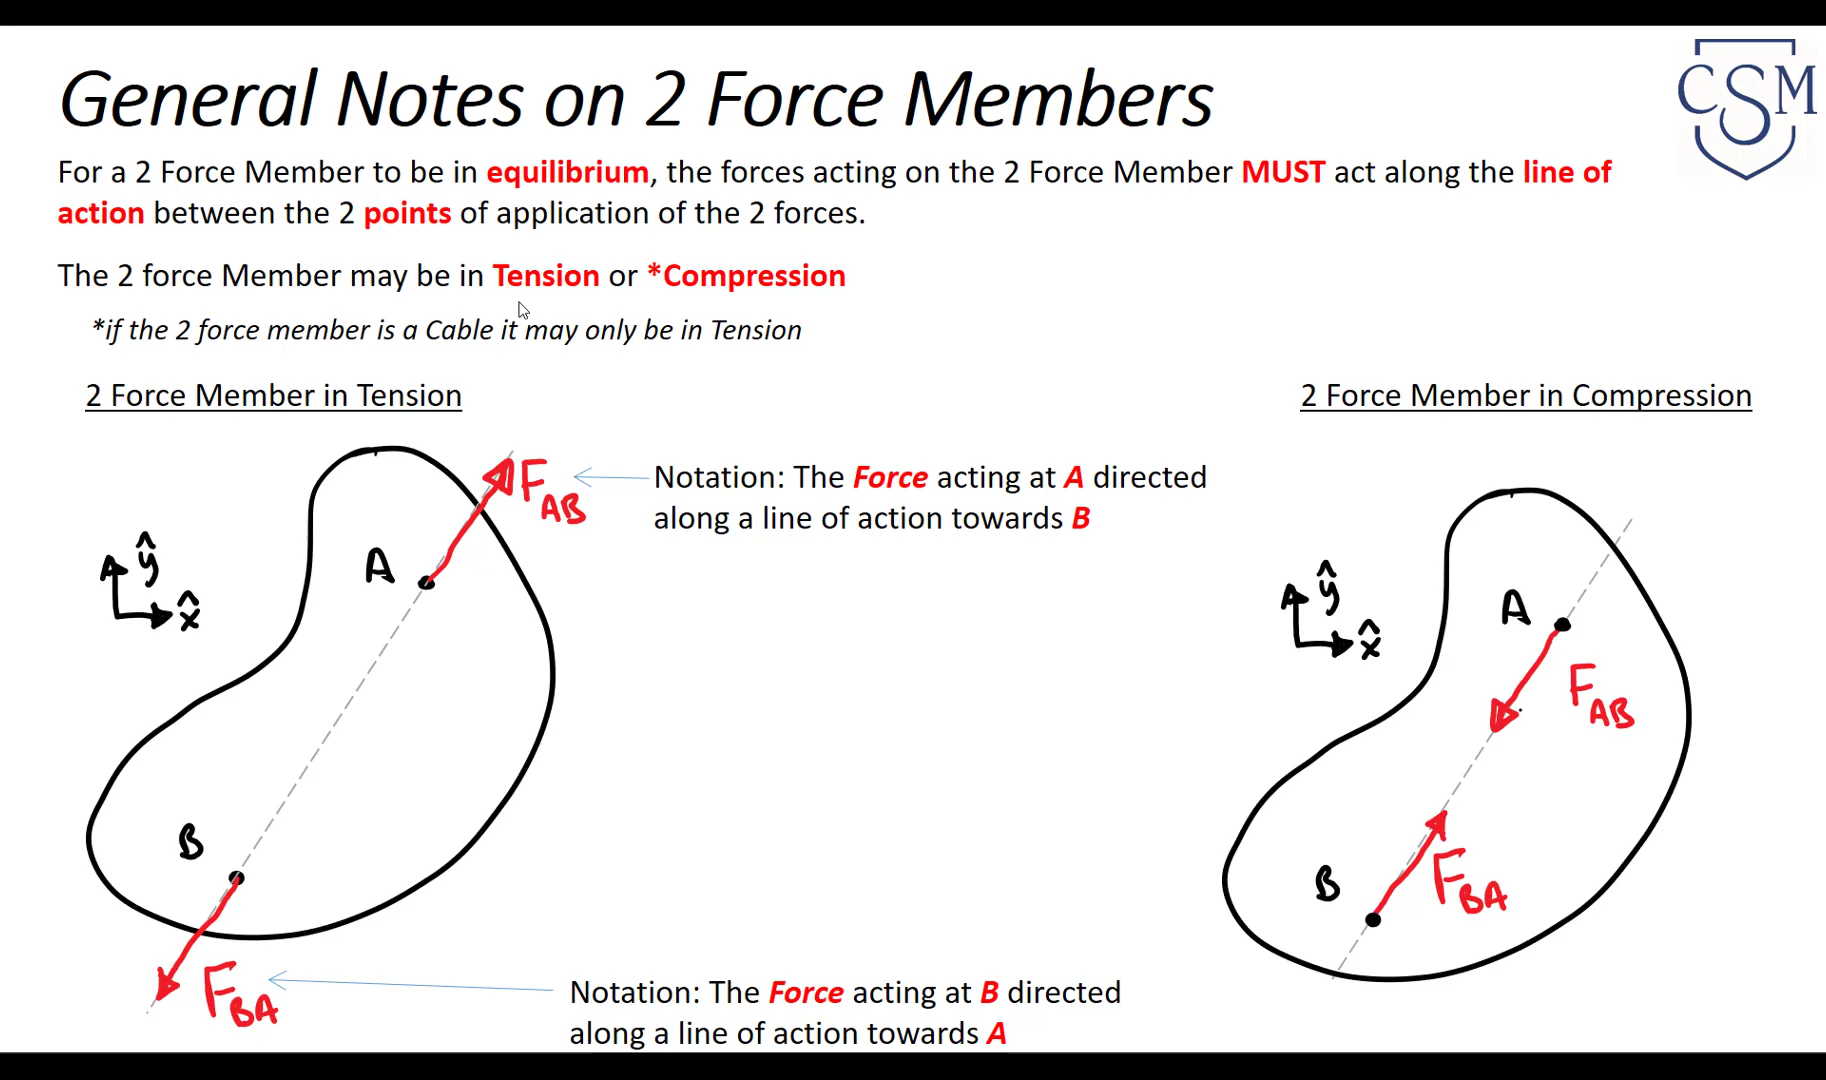 General Notes on 2 Force Members
CSM
For a 2 Force Member to be in equilibrium, the forces acting on the 2 Force Member MUST act along the line of
action between the 2 points of application of the 2 forces.
The 2 force Member may be in Tension or *Compression
*if the 2 force member is a Cable it may only be in Tension
2 Force Member in Tension
2 Force Member in Compression
F_AB
Notation: The Force acting at A directed
along a line of action towards B
A
ŷ
x̂
B
F_BA
Notation: The Force acting at B directed
along a line of action towards A
A
ŷ
x̂
F_AB
B
F_BA